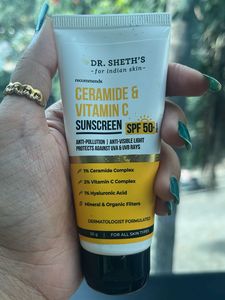 DR. SHETH'S
for Indian skin
recommends
CERAMIDE &
VITAMIN C
SUNSCREEN SPF 50+
ANTI-POLLUTION | ANTI-VISIBLE LIGHT
PROTECTS AGAINST UVA & UVB RAYS
1% Ceramide Complex
2% Vitamin C Complex
1% Hyaluronic Acid
Mineral & Organic Filters
DERMATOLOGIST FORMULATED
50 g | FOR ALL SKIN TYPES